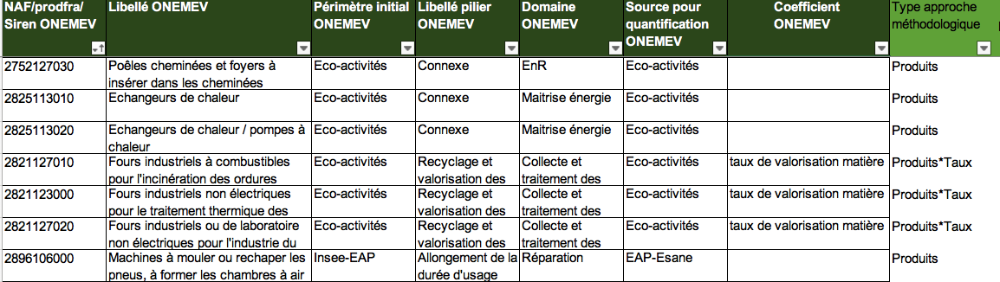 NAF/prodfra/ Libellé ONEMEV Périmètre initial Libellé pilier Domaine Source pour Coefficient Type approche
Siren ONEMEV ONEMEV ONEMEV ONEMEV quantification ONEMEV méthodologique
ONEMEV
2752127030 Poêles cheminées et foyers à Eco-activités Connexe EnR Eco-activités Produits
insérer dans les cheminées
2825113010 Echangeurs de chaleur Eco-activités Connexe Maitrise énergie Eco-activités Produits
2825113020 Echangeurs de chaleur / pompes à Eco-activités Connexe Maitrise énergie Eco-activités Produits
chaleur
2821127010 Fours industriels à combustibles Eco-activités Recyclage et Collecte et Eco-activités taux de valorisation matière Produits*Taux
pour l'incinération des ordures valorisation des traitement des
2821123000 Fours industriels non électriques Eco-activités Recyclage et Collecte et Eco-activités taux de valorisation matière Produits*Taux
pour le traitement thermique des valorisation des traitement des
2821127020 Fours industriels ou de laboratoire Eco-activités Recyclage et Collecte et Eco-activités taux de valorisation matière Produits*Taux
non électriques pour l'industrie du valorisation des traitement des
2896106000 Machines à mouler ou rechaper les Insee-EAP Allongement de la Réparation EAP-Esane Produits
pneus, à former les chambres à air durée d'usage